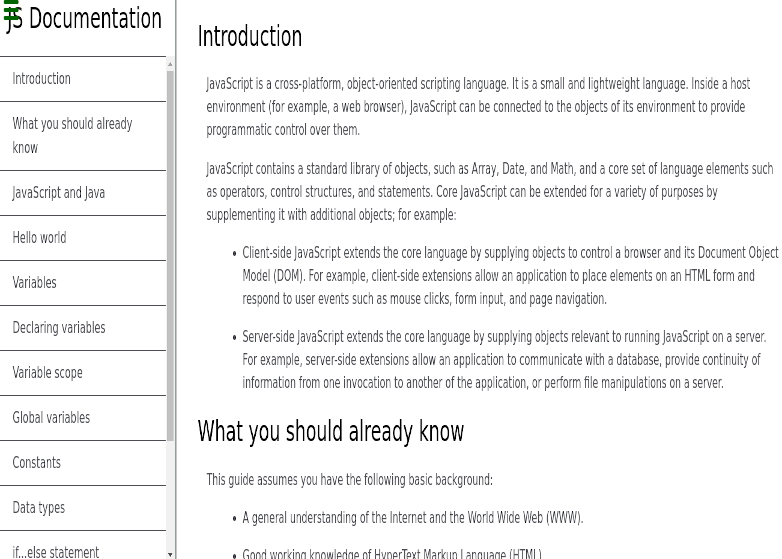 JS Documentation
Introduction
What you should already
know
JavaScript and Java
Hello world
Variables
Declaring variables
Variable scope
Global variables
Constants
Data types
if...else statement
Introduction
JavaScript is a cross-platform, object-oriented scripting language. It is a small and lightweight language. Inside a host
environment (for example, a web browser), JavaScript can be connected to the objects of its environment to provide
programmatic control over them.
JavaScript contains a standard library of objects, such as Array, Date, and Math, and a core set of language elements such
as operators, control structures, and statements. Core JavaScript can be extended for a variety of purposes by
supplementing it with additional objects; for example:
• Client-side JavaScript extends the core language by supplying objects to control a browser and its Document Object
Model (DOM). For example, client-side extensions allow an application to place elements on an HTML form and
respond to user events such as mouse clicks, form input, and page navigation.
• Server-side JavaScript extends the core language by supplying objects relevant to running JavaScript on a server.
For example, server-side extensions allow an application to communicate with a database, provide continuity of
information from one invocation to another of the application, or perform file manipulations on a server.
What you should already know
This guide assumes you have the following basic background:
• A general understanding of the Internet and the World Wide Web (WWW).
• Good working knowledge of HyperText Markup Language (HTML)